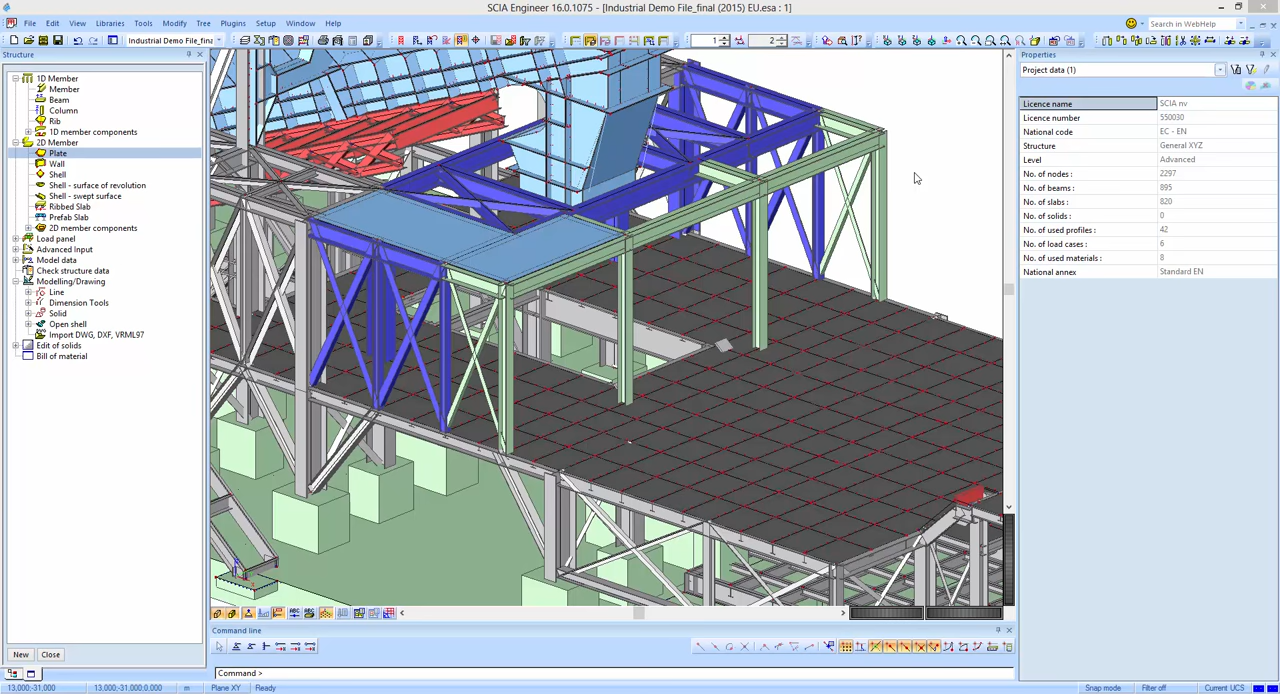 SCIA Engineer 16.0.1075 - [Industrial Demo File_final (2015) EU.esa : 1]
File Edit View Libraries Tools Modify Tree Plugins Setup Window Help
Search in WebHelp
Industrial Demo File_fina
1
2
Structure
Properties
1D Member
Member
Beam
Column
Rib
1D member components
2D Member
Plate
Wall
Shell
Shell - surface of revolution
Shell - swept surface
Ribbed Slab
Prefab Slab
2D member components
Load panel
Advanced Input
Model data
Check structure data
Modelling/Drawing
Line
Dimension Tools
Solid
Open shell
Import DWG, DXF, VRML97
Edit of solids
Bill of material
New Close
Project data (1)
Licence name SCIA nv
Licence number 550030
National code EC - EN
Structure General XYZ
Level Advanced
No. of nodes : 2297
No. of beams : 895
No. of slabs : 820
No. of solids : 0
No. of used profiles : 42
No. of load cases : 6
No. of used materials : 8
National annex Standard EN
Command line
Command >
13,000;-31,000 13,000;-31,000;0,000 m Plane XY Ready Snap mode Filter off Current UCS